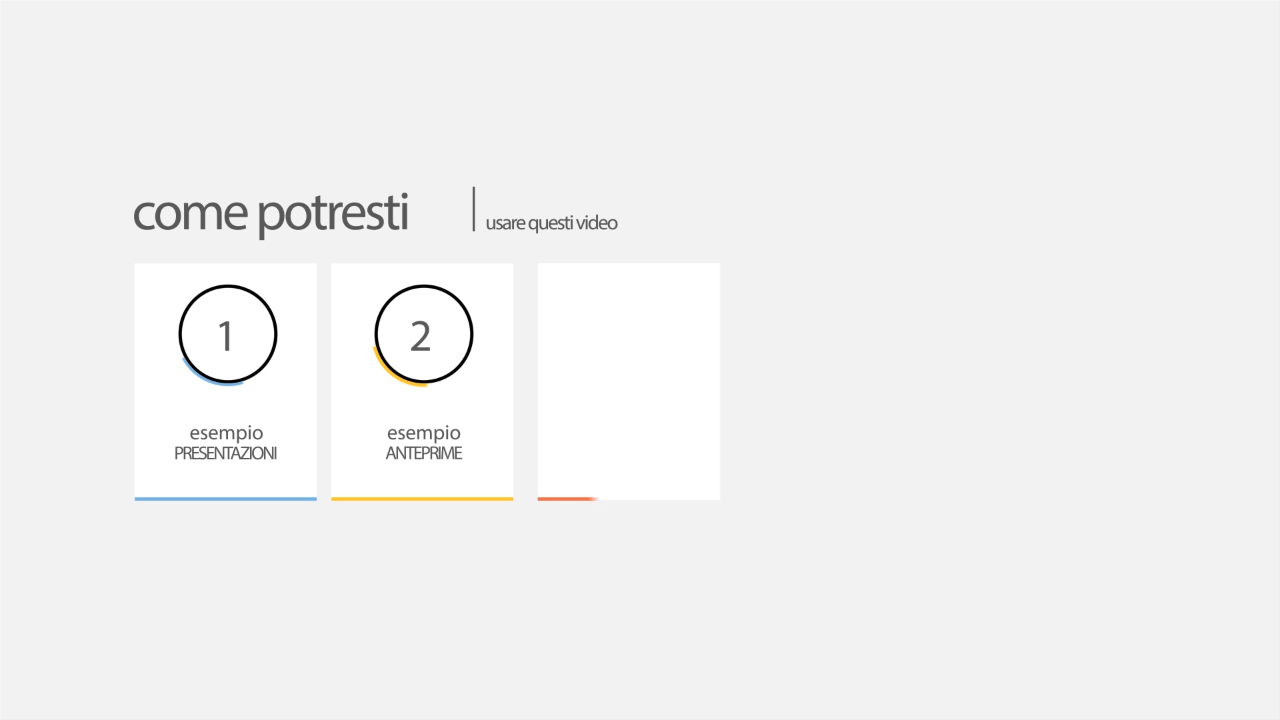 come potresti
usare questi video
1
esempio
PRESENTAZIONI
2
esempio
ANTEPRIME